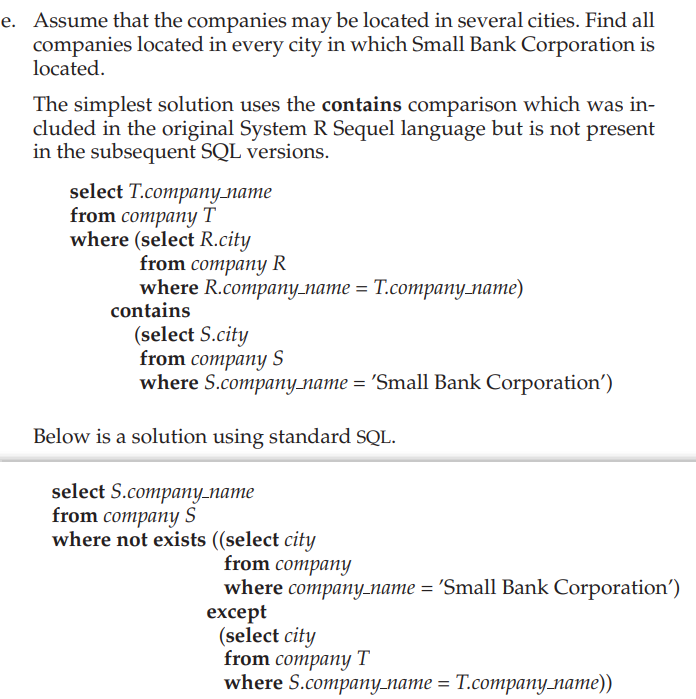 e. Assume that the companies may be located in several cities. Find all
companies located in every city in which Small Bank Corporation is
located.
The simplest solution uses the contains comparison which was in-
cluded in the original System R Sequel language but is not present
in the subsequent SQL versions.
select T.company_name
from company T
where (select R.city
from company R
where R.company_name = T.company_name)
contains
(select S.city
from company S
where S.company_name = ’Small Bank Corporation’)
Below is a solution using standard SQL.
select S.company_name
from company S
where not exists ((select city
from company
where company_name = ’Small Bank Corporation’)
except
(select city
from company T
where S.company_name = T.company_name))